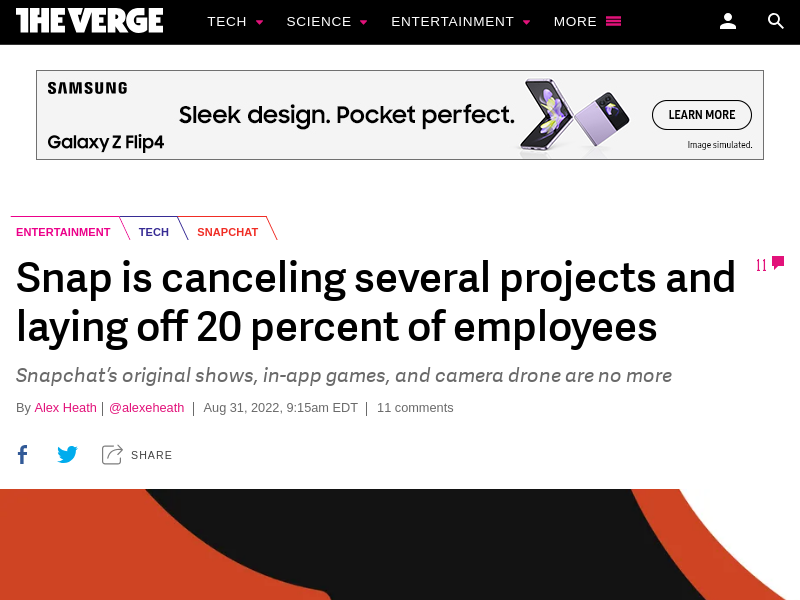 THE VERGE
TECH
SCIENCE
ENTERTAINMENT
MORE
SAMSUNG
Galaxy Z Flip4
Sleek design. Pocket perfect.
LEARN MORE
Image simulated.
ENTERTAINMENT
TECH
SNAPCHAT
Snap is canceling several projects and
laying off 20 percent of employees
11
Snapchat’s original shows, in-app games, and camera drone are no more
By Alex Heath | @alexeheath | Aug 31, 2022, 9:15am EDT | 11 comments
SHARE